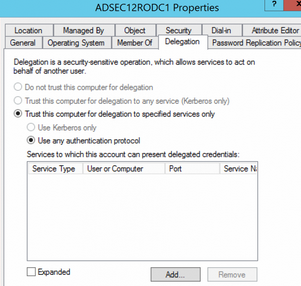 ADSEC12RODC1 Properties
? X
Location Managed By Object Security Dial-in Attribute Editor
General Operating System Member Of Delegation Password Replication Policy
Delegation is a security-sensitive operation, which allows services to act on
behalf of another user.
Do not trust this computer for delegation
Trust this computer for delegation to any service (Kerberos only)
Trust this computer for delegation to specified services only
Use Kerberos only
Use any authentication protocol
Services to which this account can present delegated credentials:
Service Type User or Computer Port Service Na
Expanded Add... Remove